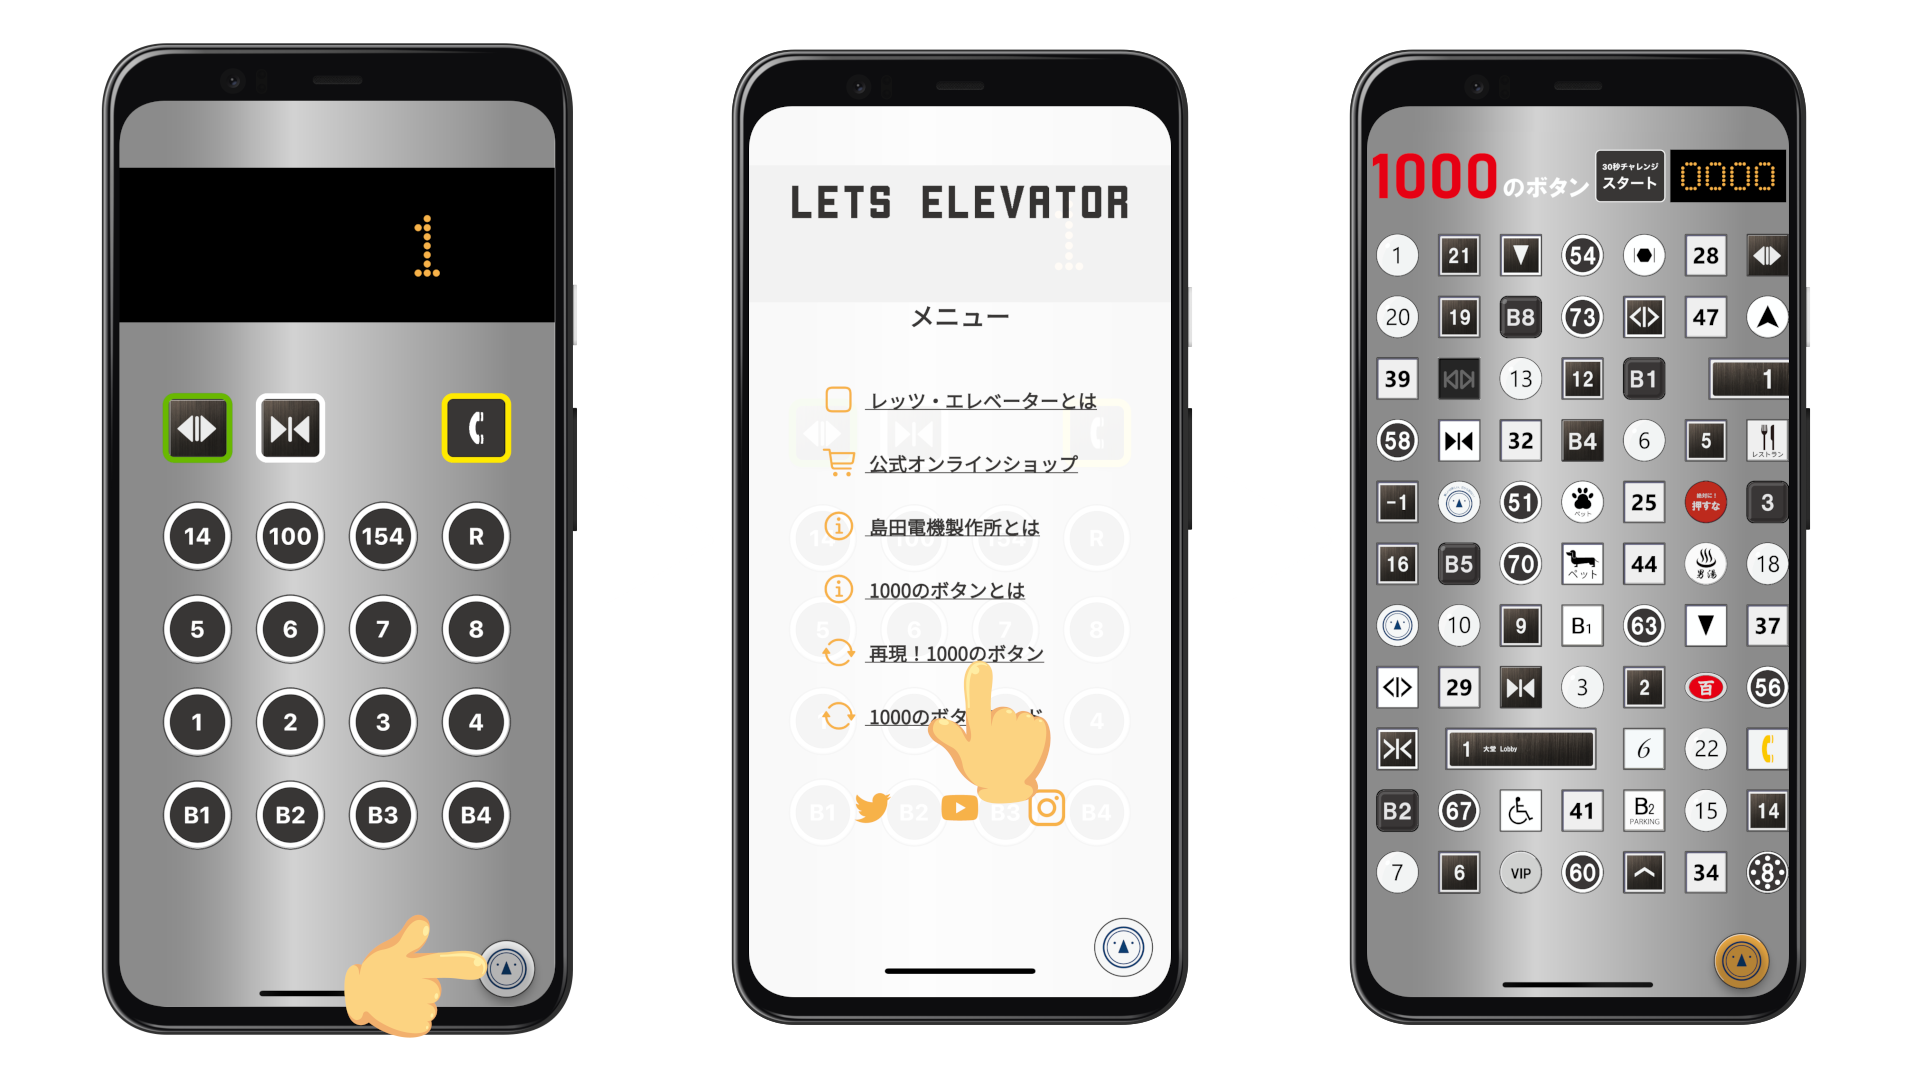 1
14 100 154 R
5 6 7 8
1 2 3 4
B1 B2 B3 B4
LETS ELEVATOR
メニュー
レッツ・エレベーターとは
公式オンラインショップ
島田電機製作所とは
1000のボタンとは
再現！1000のボタン
1000のボタ ド
1000のボタン
30秒チャレンジ
スタート
0000
1 21 54 28
20 19 B8 73 47
39 13 12 B1 1
58 32 B4 6 5 レストラン
-1 51 ペット 25 絶対に！ 押すな 3
16 B5 70 ペット 44 男湯 18
10 9 B1 63 37
29 3 2 百 56
1 大堂 Lobby 6 22
B2 67 41 B2 PARKING 15 14
7 6 VIP 60 34 8